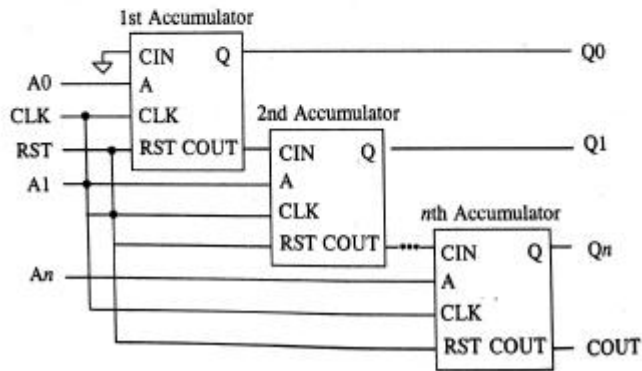 1st Accumulator
CIN Q
Q0
A0
A
CLK
CLK
2nd Accumulator
RST
RST COUT
CIN Q
Q1
A1
A
CLK
nth Accumulator
RST COUT
CIN Q
Qn
An
A
CLK
RST COUT
COUT